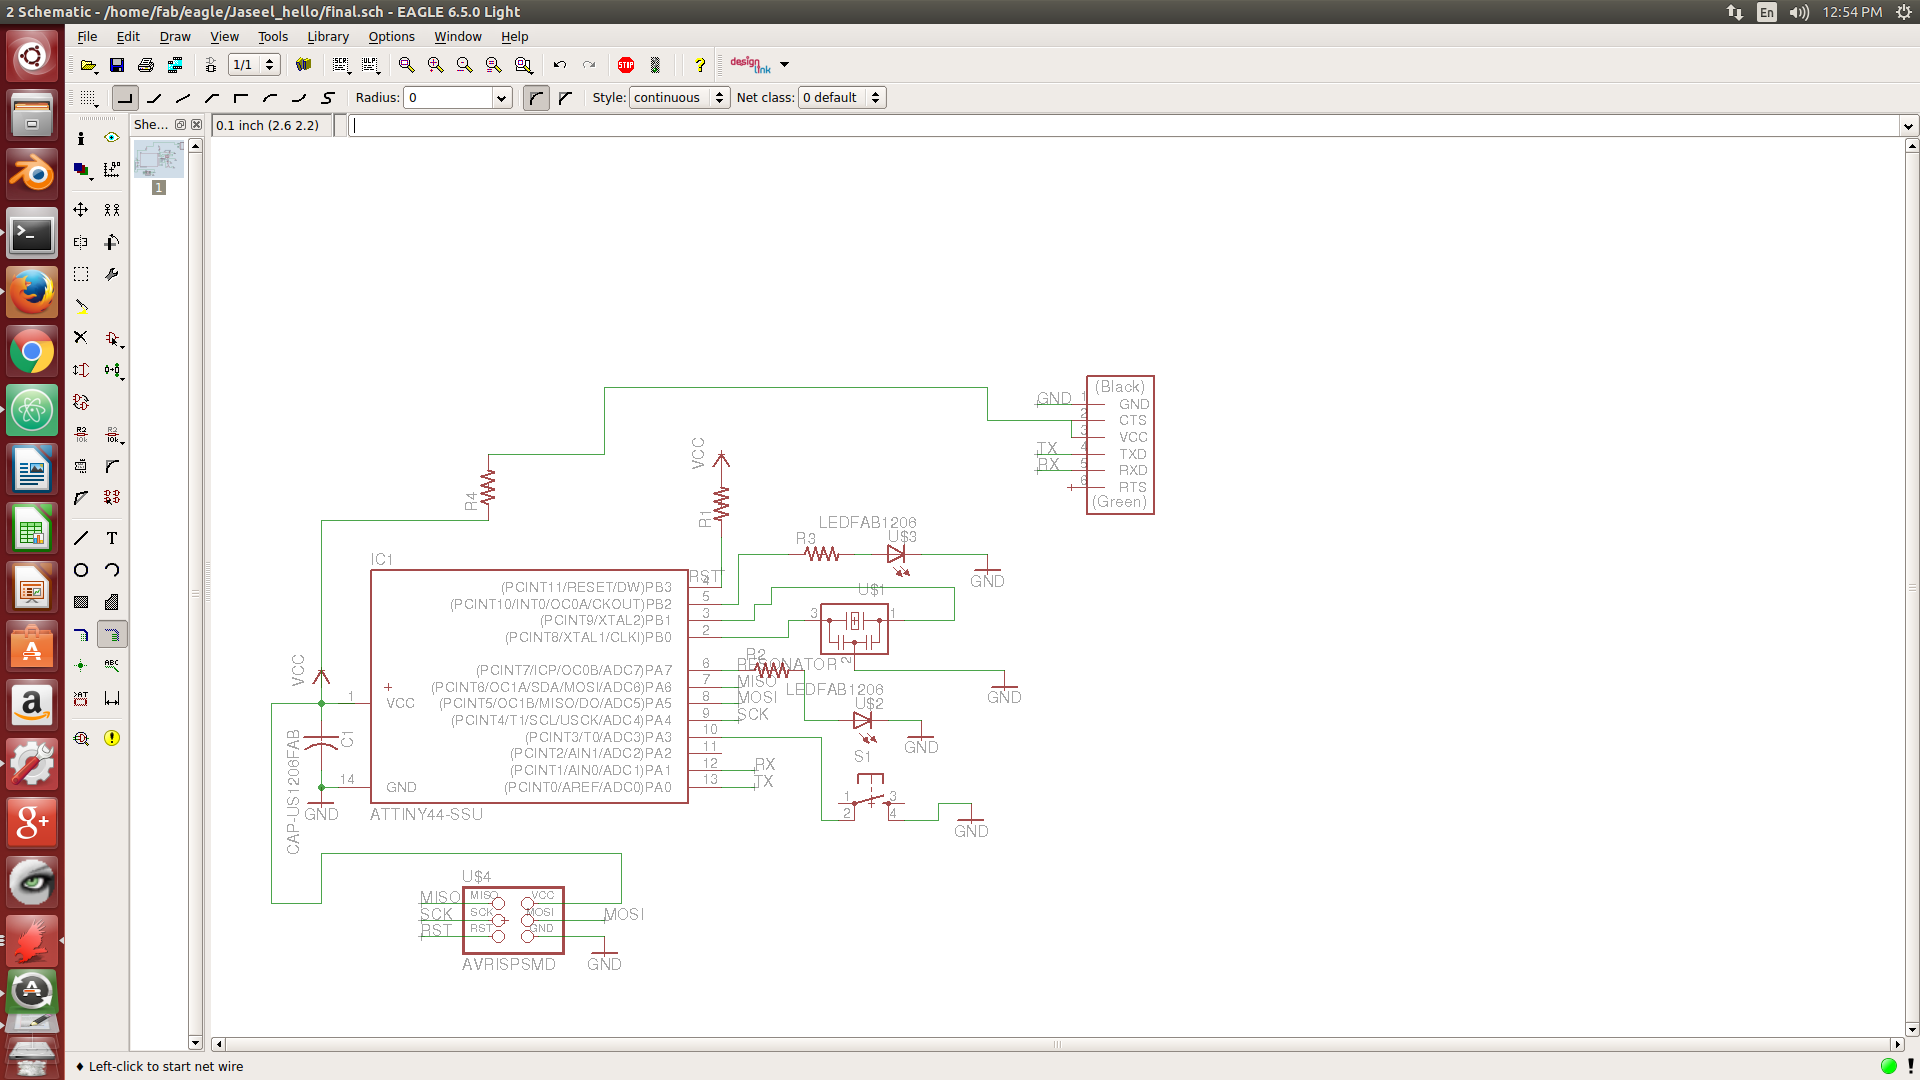 2 Schematic - /home/fab/eagle/Jaseel_hello/final.sch - EAGLE 6.5.0 Light
En
12:54 PM
File Edit Draw View Tools Library Options Window Help
1/1
SCR
ULP
STOP
?
design link
Radius: 0
Style: continuous
Net class: 0 default
She...
0.1 inch (2.6 2.2)
1
(Black)
GND 1 GND
2 CTS
3 VCC
TX 4 TXD
RX 5 RXD
6 RTS
(Green)
VCC
R4
R1
LEDFAB1206
R3
U$3
GND
IC1
RST
(PCINT11/RESET/DW)PB3 4
(PCINT10/INT0/OC0A/CKOUT)PB2 5
(PCINT9/XTAL2)PB1 3
(PCINT8/XTAL1/CLKI)PB0 2
U$1
3
1
2
RESONATOR
GND
R2
(PCINT7/ICP/OC0B/ADC7)PA7 6
(PCINT6/OC1A/SDA/MOSI/ADC6)PA6 7 MISO
(PCINT5/OC1B/MISO/DO/ADC5)PA5 8 MOSI
(PCINT4/T1/SCL/USCK/ADC4)PA4 9 SCK
(PCINT3/T0/ADC3)PA3 10
(PCINT2/AIN1/ADC2)PA2 11
(PCINT1/AIN0/ADC1)PA1 12 RX
(PCINT0/AREF/ADC0)PA0 13 TX
LEDFAB1206
U$2
GND
VCC
1 VCC
C1
CAP-US1206FAB
14 GND
GND
ATTINY44-SSU
S1
1 3
2 4
GND
U$4
MISO MISO VCC
SCK SCK MOSI MOSI
RST RST GND
AVRISPSMD
GND
Left-click to start net wire